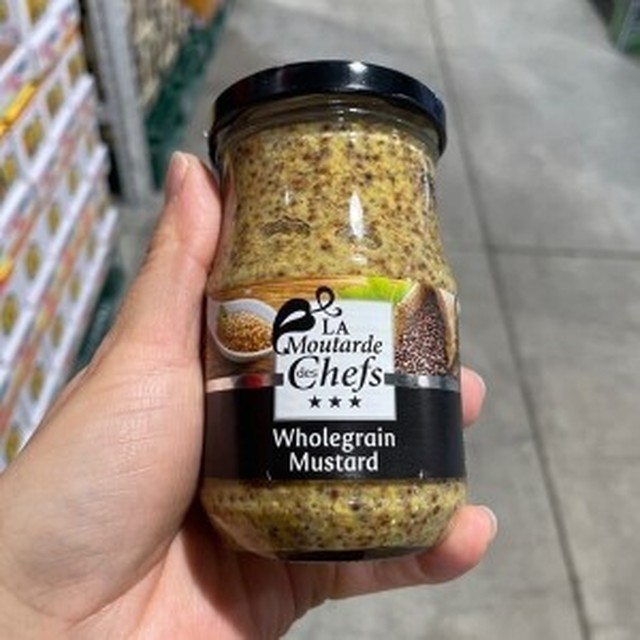 LA
Moutarde
des Chefs
Wholegrain
Mustard